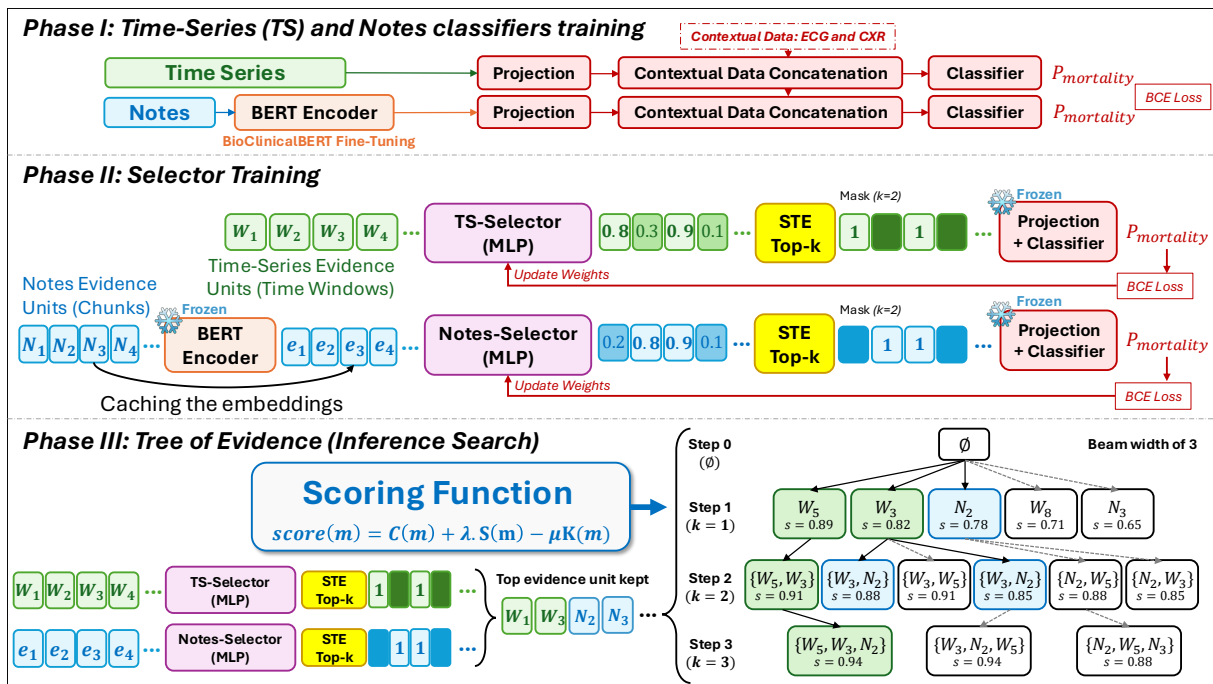 Phase I: Time-Series (TS) and Notes classifiers training
Contextual Data: ECG and CXR
Time Series
Projection
Contextual Data Concatenation
Classifier
P_mortality
BCE Loss
Notes
BERT Encoder
Projection
Contextual Data Concatenation
Classifier
P_mortality
BioClinicalBERT Fine-Tuning
Phase II: Selector Training
W_1 W_2 W_3 W_4 ...
TS-Selector
(MLP)
0.8 0.3 0.9 0.1 ...
STE
Top-k
Mask (k=2)
1 1 ...
Frozen
Projection
+ Classifier
P_mortality
Update Weights
BCE Loss
Time-Series Evidence
Units (Time Windows)
Notes Evidence
Units (Chunks)
N_1 N_2 N_3 N_4 ...
Frozen
BERT
Encoder
e_1 e_2 e_3 e_4 ...
Notes-Selector
(MLP)
0.2 0.8 0.9 0.1 ...
STE
Top-k
Mask (k=2)
1 1 ...
Frozen
Projection
+ Classifier
P_mortality
Update Weights
BCE Loss
Caching the embeddings
Phase III: Tree of Evidence (Inference Search)
Scoring Function
score(m) = C(m) + λ.S(m) − μK(m)
W_1 W_2 W_3 W_4 ...
TS-Selector
(MLP)
STE
Top-k
1 1 ...
e_1 e_2 e_3 e_4 ...
Notes-Selector
(MLP)
STE
Top-k
1 1 ...
Top evidence unit kept
W_1 W_3 N_2 N_3 ...
Step 0
(∅)
∅
Beam width of 3
Step 1
(k = 1)
W_5
s = 0.89
W_3
s = 0.82
N_2
s = 0.78
W_8
s = 0.71
N_3
s = 0.65
Step 2
(k = 2)
{W_5, W_3}
s = 0.91
{W_3, N_2}
s = 0.88
{W_3, W_5}
s = 0.91
{W_3, N_2}
s = 0.85
{N_2, W_5}
s = 0.88
{N_2, W_3}
s = 0.85
Step 3
(k = 3)
{W_5, W_3, N_2}
s = 0.94
{W_3, N_2, W_5}
s = 0.94
{N_2, W_5, N_3}
s = 0.88